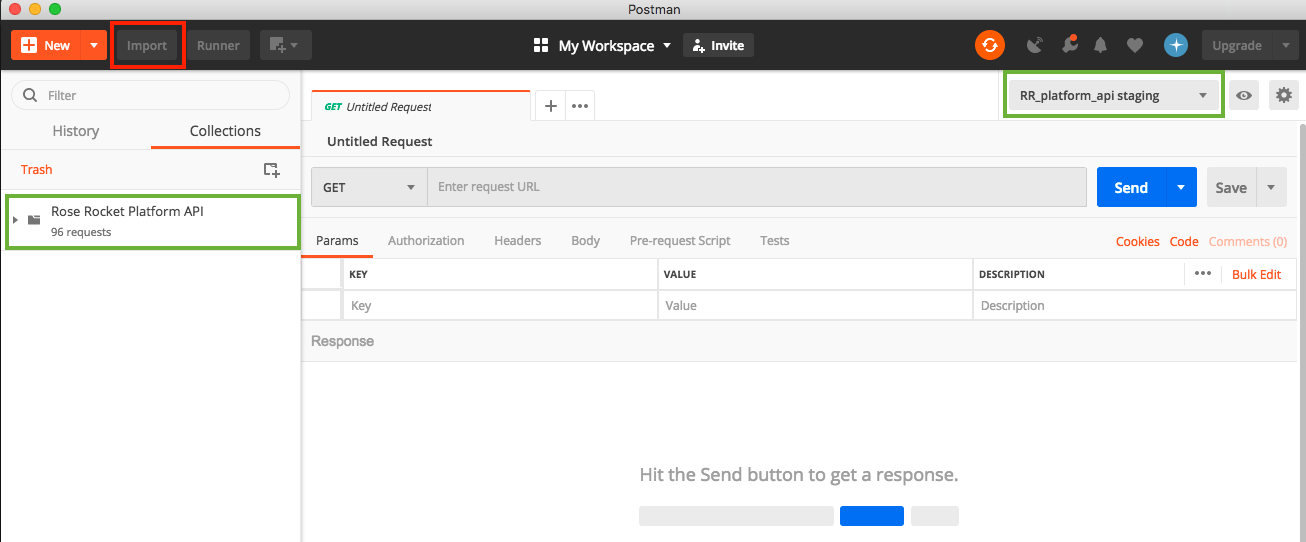 Postman
New
Import
Runner
My Workspace
Invite
Upgrade
Filter
History
Collections
Trash
Rose Rocket Platform API
96 requests
GET Untitled Request
RR_platform_api staging
Untitled Request
GET
Enter request URL
Send
Save
Params
Authorization
Headers
Body
Pre-request Script
Tests
Cookies
Code
Comments (0)
KEY
VALUE
DESCRIPTION
Bulk Edit
Key
Value
Description
Response
Hit the Send button to get a response.